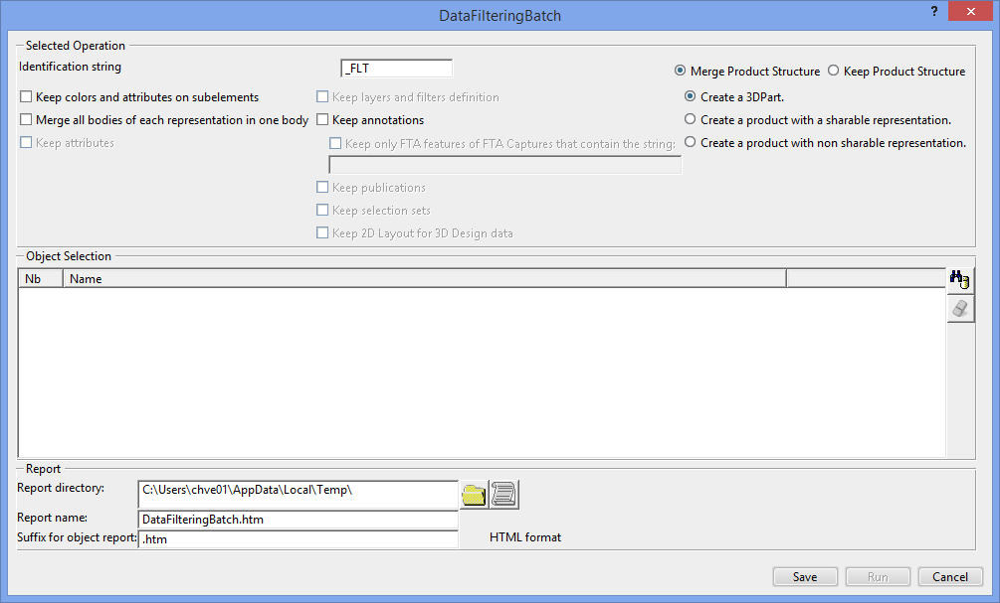 DataFilteringBatch
?
Selected Operation
Identification string
_FLT
Merge Product Structure
Keep Product Structure
Keep colors and attributes on subelements
Keep layers and filters definition
Create a 3DPart.
Merge all bodies of each representation in one body
Keep annotations
Create a product with a sharable representation.
Keep attributes
Keep only FTA features of FTA Captures that contain the string:
Create a product with non sharable representation.
Keep publications
Keep selection sets
Keep 2D Layout for 3D Design data
Object Selection
Nb
Name
Report
Report directory:
C:\Users\chve01\AppData\Local\Temp\
Report name:
DataFilteringBatch.htm
Suffix for object report:
.htm
HTML format
Save
Run
Cancel